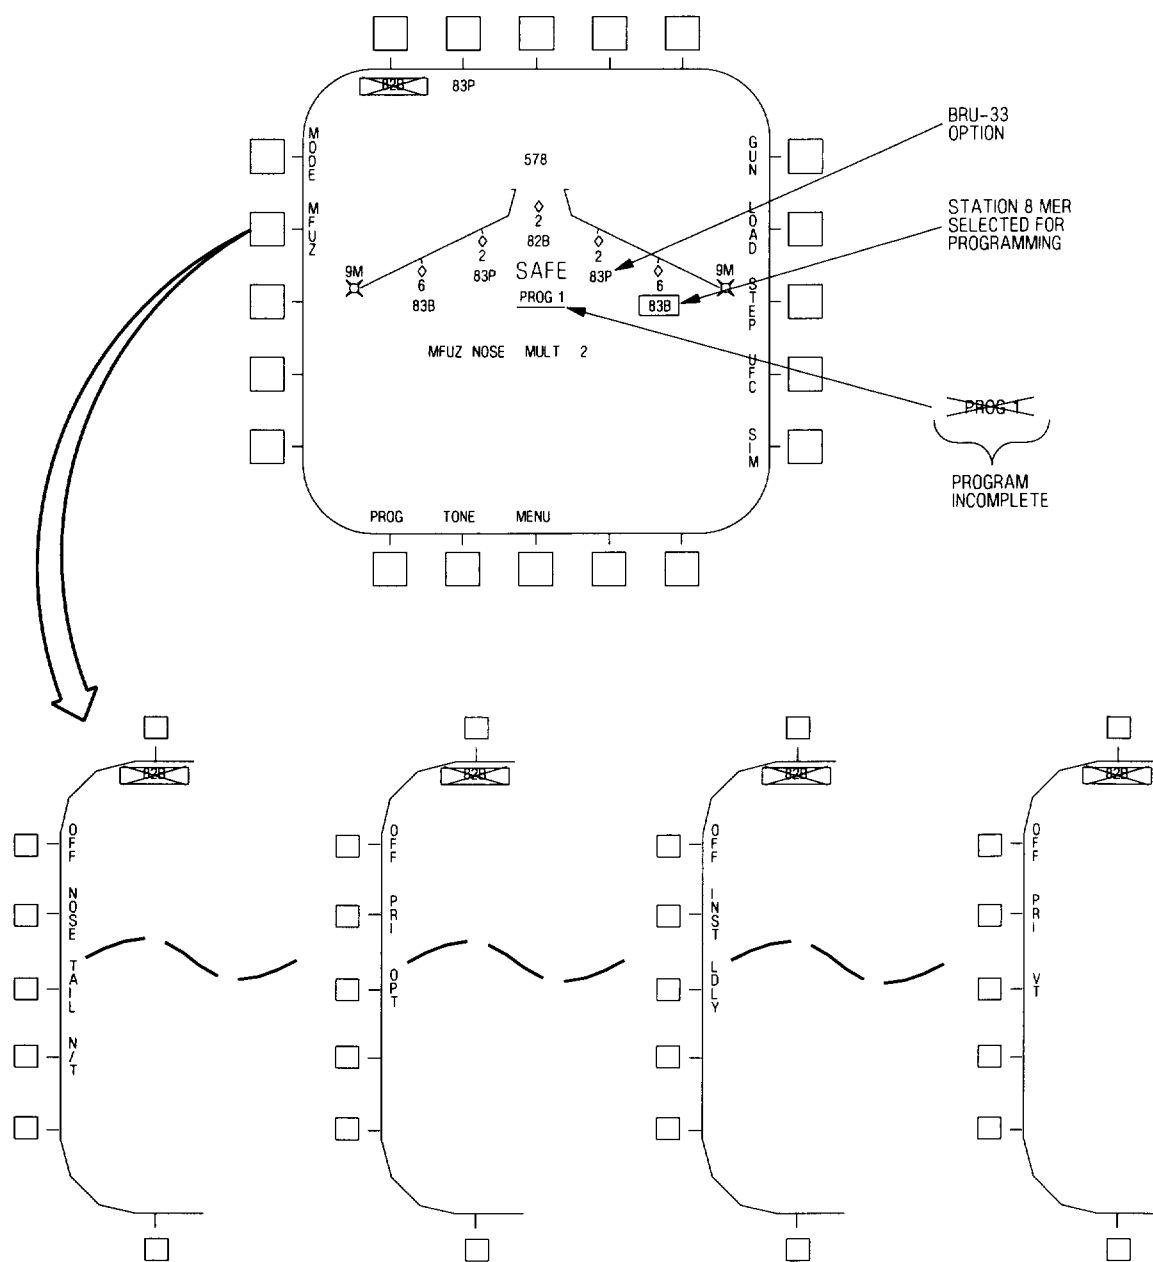 82B 83P
MODE
MFUZ
578
GUN
LOAD
STEP
UFC
SIM
2
82B
2
83P
2
83P
6
83B
6
83B
9M
9M
SAFE
PROG 1
MFUZ NOSE MULT 2
PROG TONE MENU
BRU-33
OPTION
STATION 8 MER
SELECTED FOR
PROGRAMMING
PROG 1
PROGRAM
INCOMPLETE
82B
OFF
NOSE
TAIL
N/T
82B
OFF
PRI
OPT
82B
OFF
INST
LDLY
82B
OFF
PRI
VT